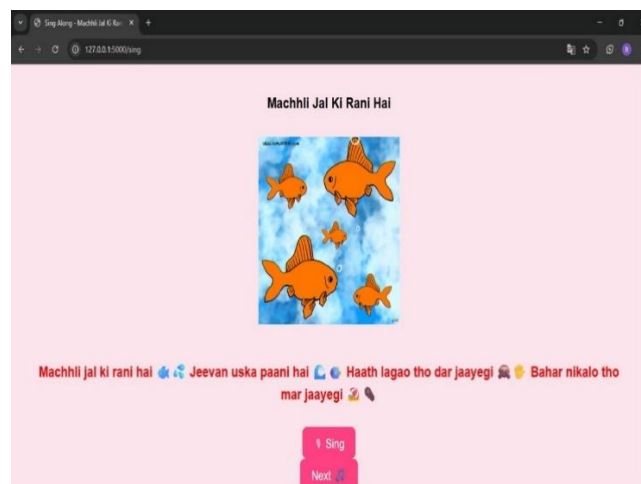 Sing Along - Machhli Jal Ki Ran
127.0.0.1:5000/sing
Machhli Jal Ki Rani Hai
Machhli jal ki rani hai 🐟 💦 Jeevan uska paani hai 🌊 Haath lagao tho dar jaayegi 🙈 🖐 Bahar nikalo tho
mar jaayegi 🏖
Sing
Next 🎵